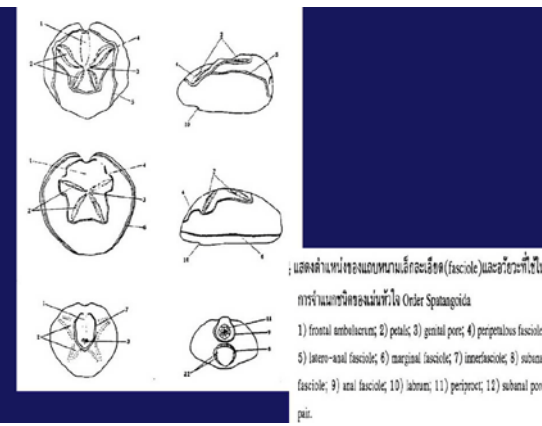 แสดงตำแหน่งของแถบหนามเล็กละเอียด(fasciole)และอวัยวะที่ใช้ใน
การจำแนกชนิดของเม่นหัวใจ Order Spatangoida
1) frontal ambulacrum; 2) petals; 3) genital pore; 4) peripetalous fasciole
5) latero-anal fasciole; 6) marginal fasciole; 7) innerfasciole; 8) subana
fasciole; 9) anal fasciole; 10) labrum; 11) periproct; 12) subanal por
pair.